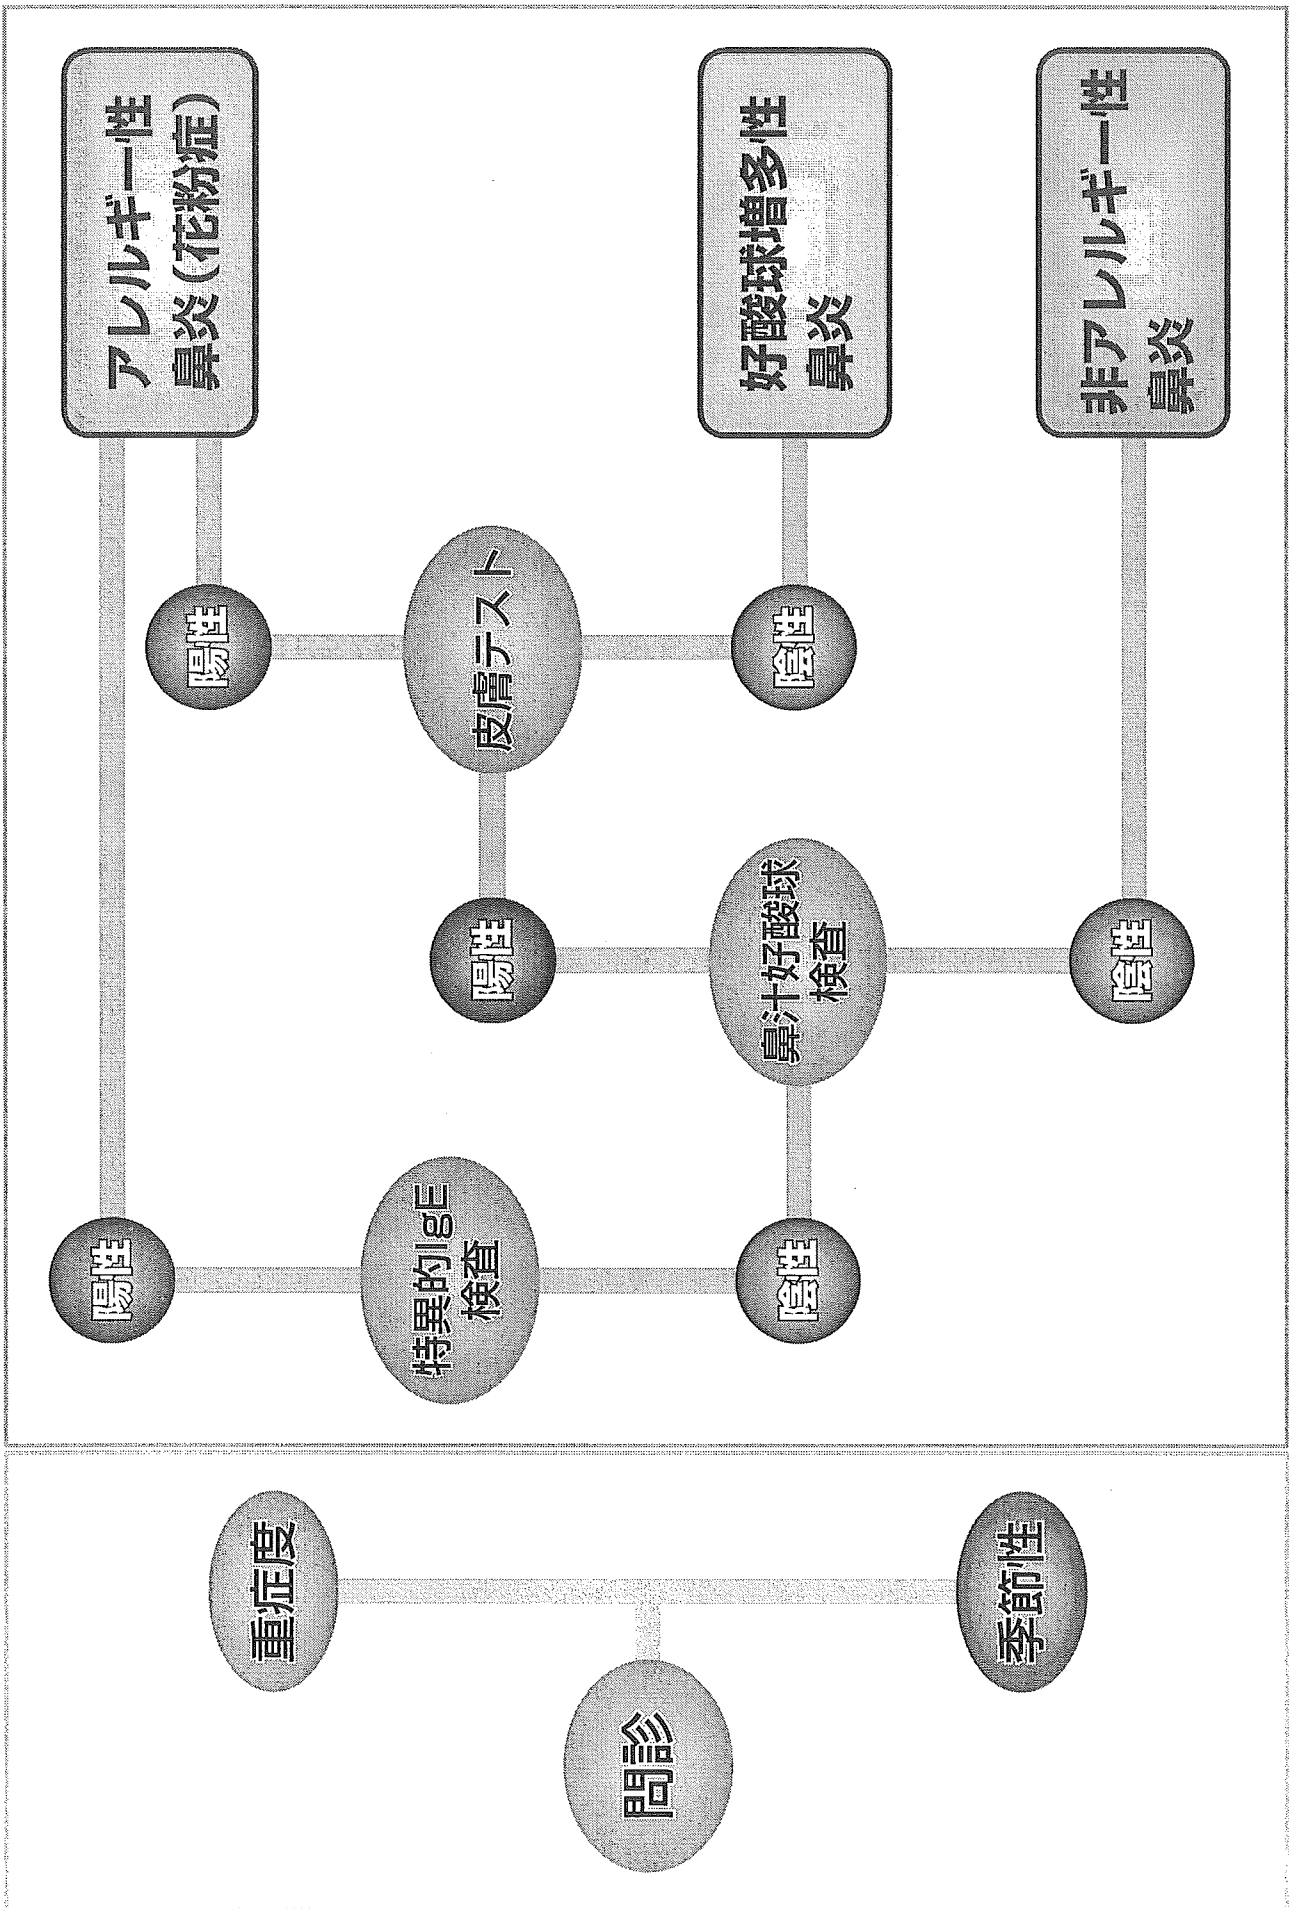 問診
重症度
季節性
特異的IgE
検査
陽性
陰性
鼻汁好酸球
検査
陽性
陰性
皮膚テスト
陽性
陰性
アレルギー性
鼻炎(花粉症)
好酸球増多性
鼻炎
非アレルギー性
鼻炎